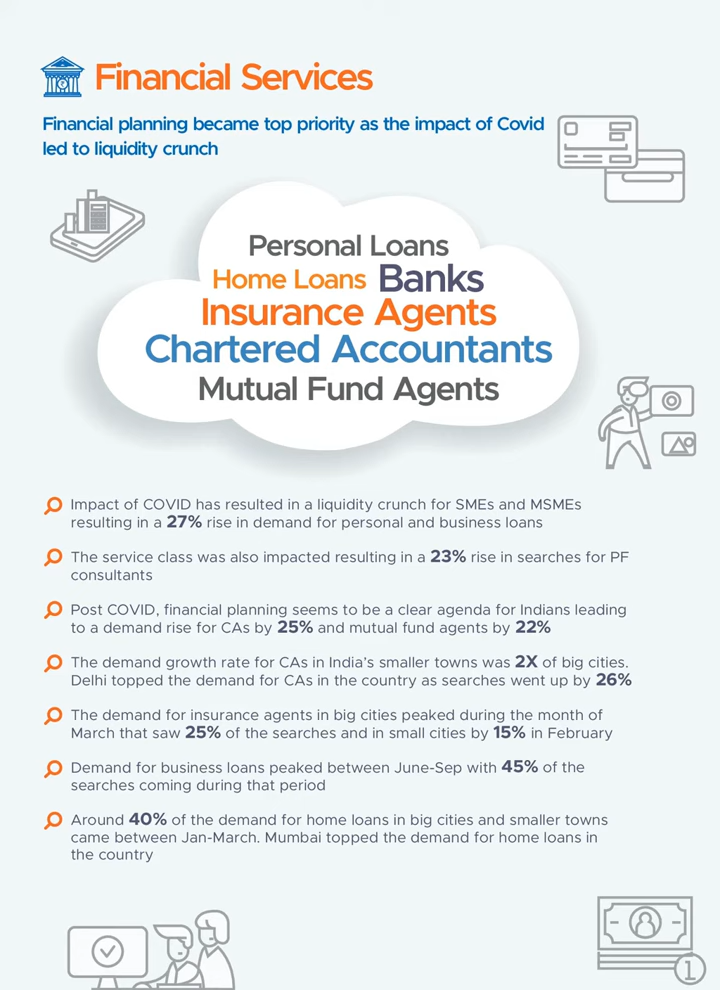 Financial Services
Financial planning became top priority as the impact of Covid
led to liquidity crunch
Personal Loans
Home Loans Banks
Insurance Agents
Chartered Accountants
Mutual Fund Agents
Impact of COVID has resulted in a liquidity crunch for SMEs and MSMEs
resulting in a 27% rise in demand for personal and business loans
The service class was also impacted resulting in a 23% rise in searches for PF
consultants
Post COVID, financial planning seems to be a clear agenda for Indians leading
to a demand rise for CAs by 25% and mutual fund agents by 22%
The demand growth rate for CAs in India's smaller towns was 2X of big cities.
Delhi topped the demand for CAs in the country as searches went up by 26%
The demand for insurance agents in big cities peaked during the month of
March that saw 25% of the searches and in small cities by 15% in February
Demand for business loans peaked between June-Sep with 45% of the
searches coming during that period
Around 40% of the demand for home loans in big cities and smaller towns
came between Jan-March. Mumbai topped the demand for home loans in
the country
1